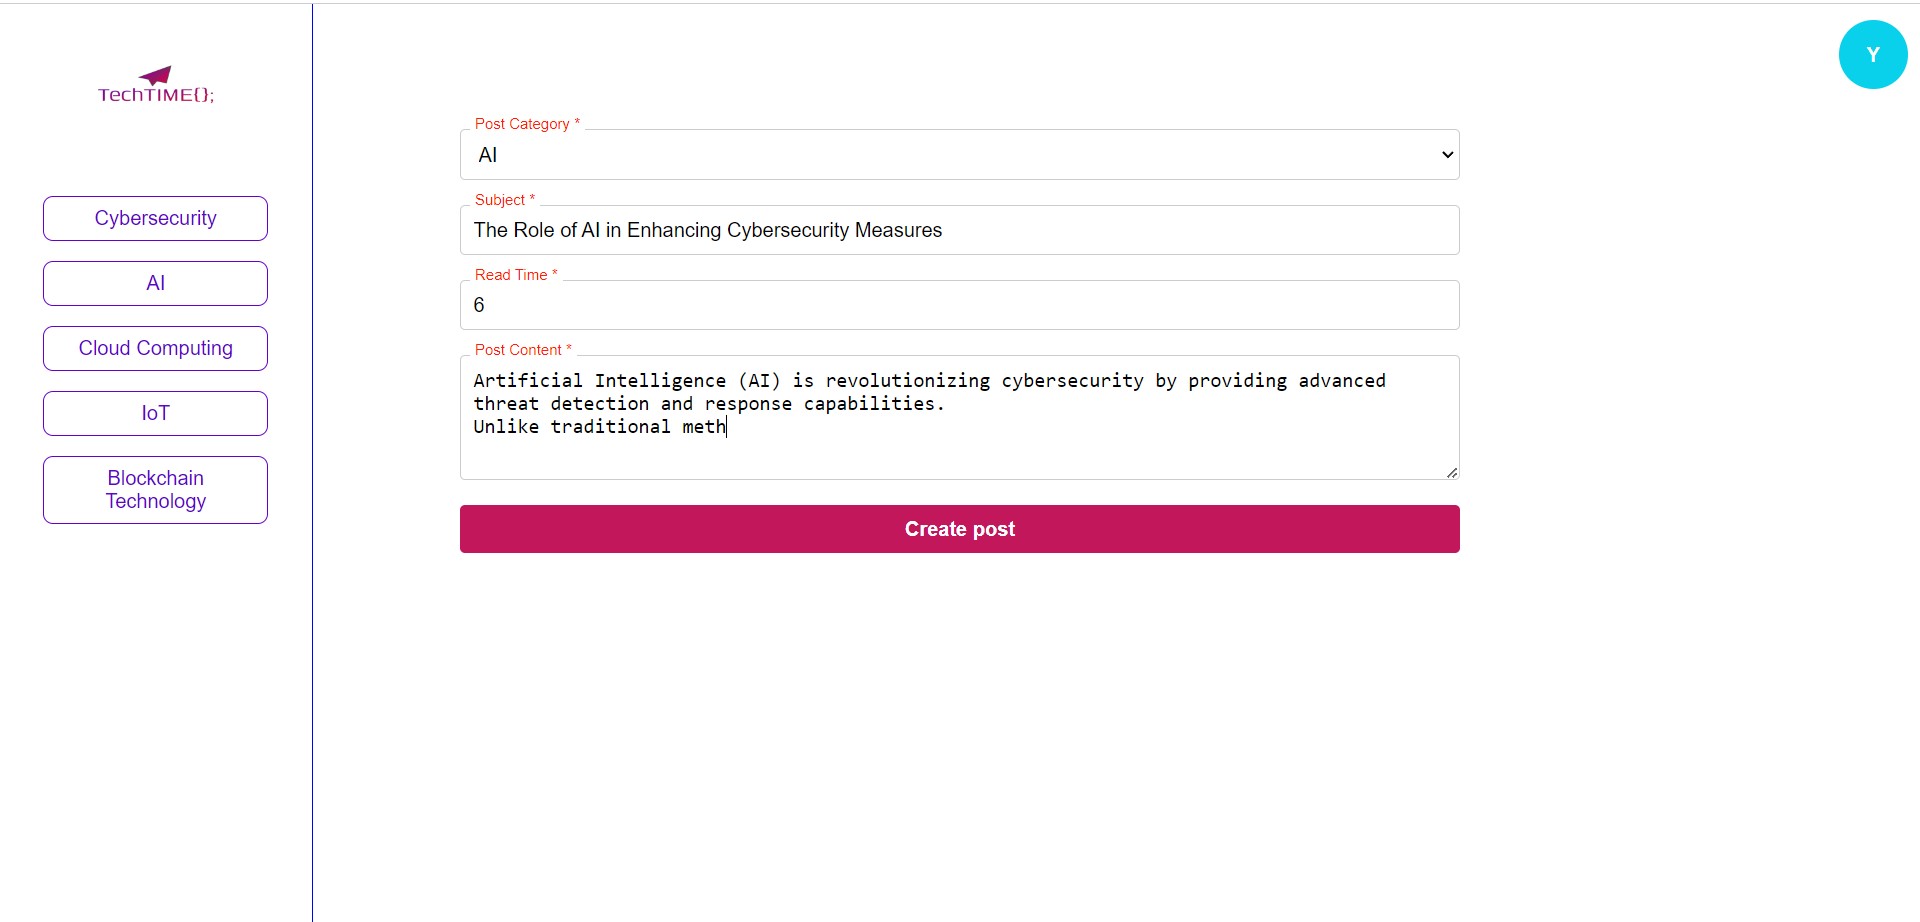 TechTIME{};
Y
Cybersecurity
AI
Cloud Computing
IoT
Blockchain
Technology
Post Category *
AI
Subject *
The Role of AI in Enhancing Cybersecurity Measures
Read Time *
6
Post Content *
Artificial Intelligence (AI) is revolutionizing cybersecurity by providing advanced
threat detection and response capabilities.
Unlike traditional meth
Create post